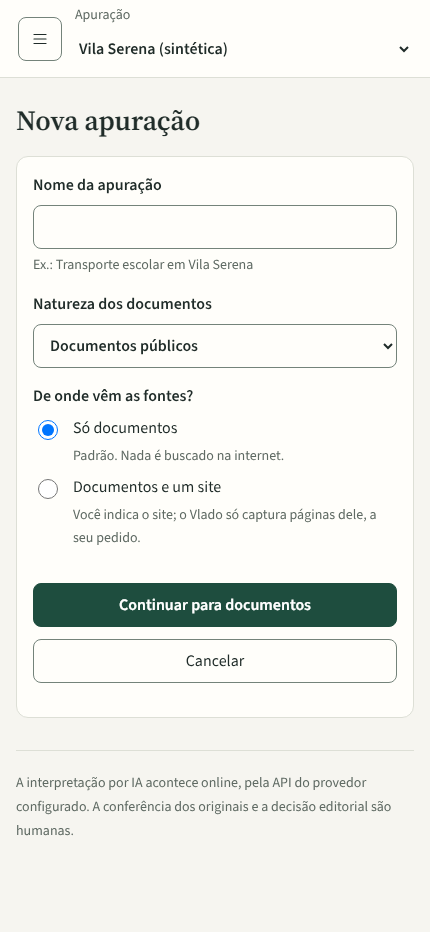 Apuração
Vila Serena (sintética)
Nova apuração
Nome da apuração
Ex.: Transporte escolar em Vila Serena
Natureza dos documentos
Documentos públicos
De onde vêm as fontes?
Só documentos
Padrão. Nada é buscado na internet.
Documentos e um site
Você indica o site; o Vlado só captura páginas dele, a
seu pedido.
Continuar para documentos
Cancelar
A interpretação por IA acontece online, pela API do provedor
configurado. A conferência dos originais e a decisão editorial são
humanas.